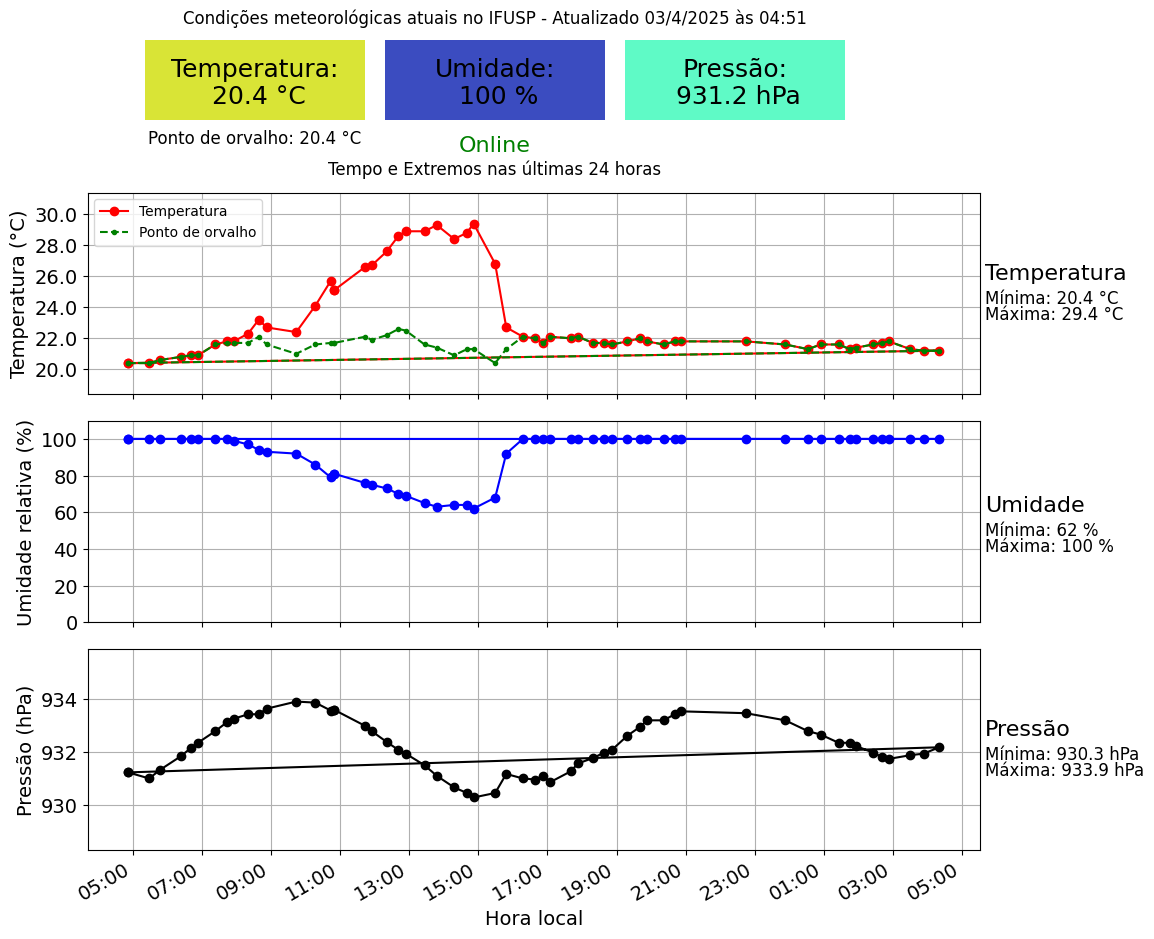 Condições meteorológicas atuais no IFUSP - Atualizado 03/4/2025 às 04:51
Temperatura:
20.4 °C
Umidade:
100 %
Pressão:
931.2 hPa
Ponto de orvalho: 20.4 °C
Online
Tempo e Extremos nas últimas 24 horas
Temperatura (°C)
30.0
28.0
26.0
24.0
22.0
20.0
Temperatura
Ponto de orvalho
Temperatura
Mínima: 20.4 °C
Máxima: 29.4 °C
Umidade relativa (%)
100
80
60
40
20
0
Umidade
Mínima: 62 %
Máxima: 100 %
Pressão (hPa)
934
932
930
Pressão
Mínima: 930.3 hPa
Máxima: 933.9 hPa
05:00
07:00
09:00
11:00
13:00
15:00
17:00
19:00
21:00
23:00
01:00
03:00
05:00
Hora local